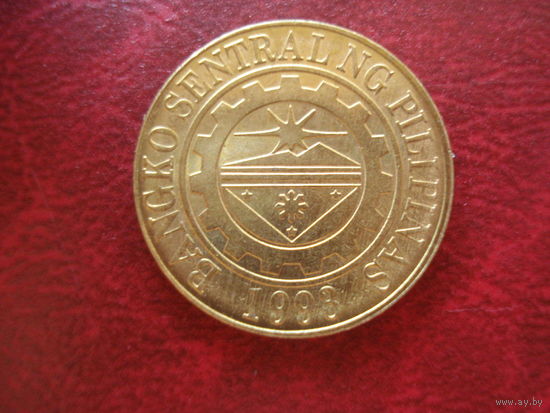 BANGKO SENTRAL NG PILIPINAS
1993
www.ay.by